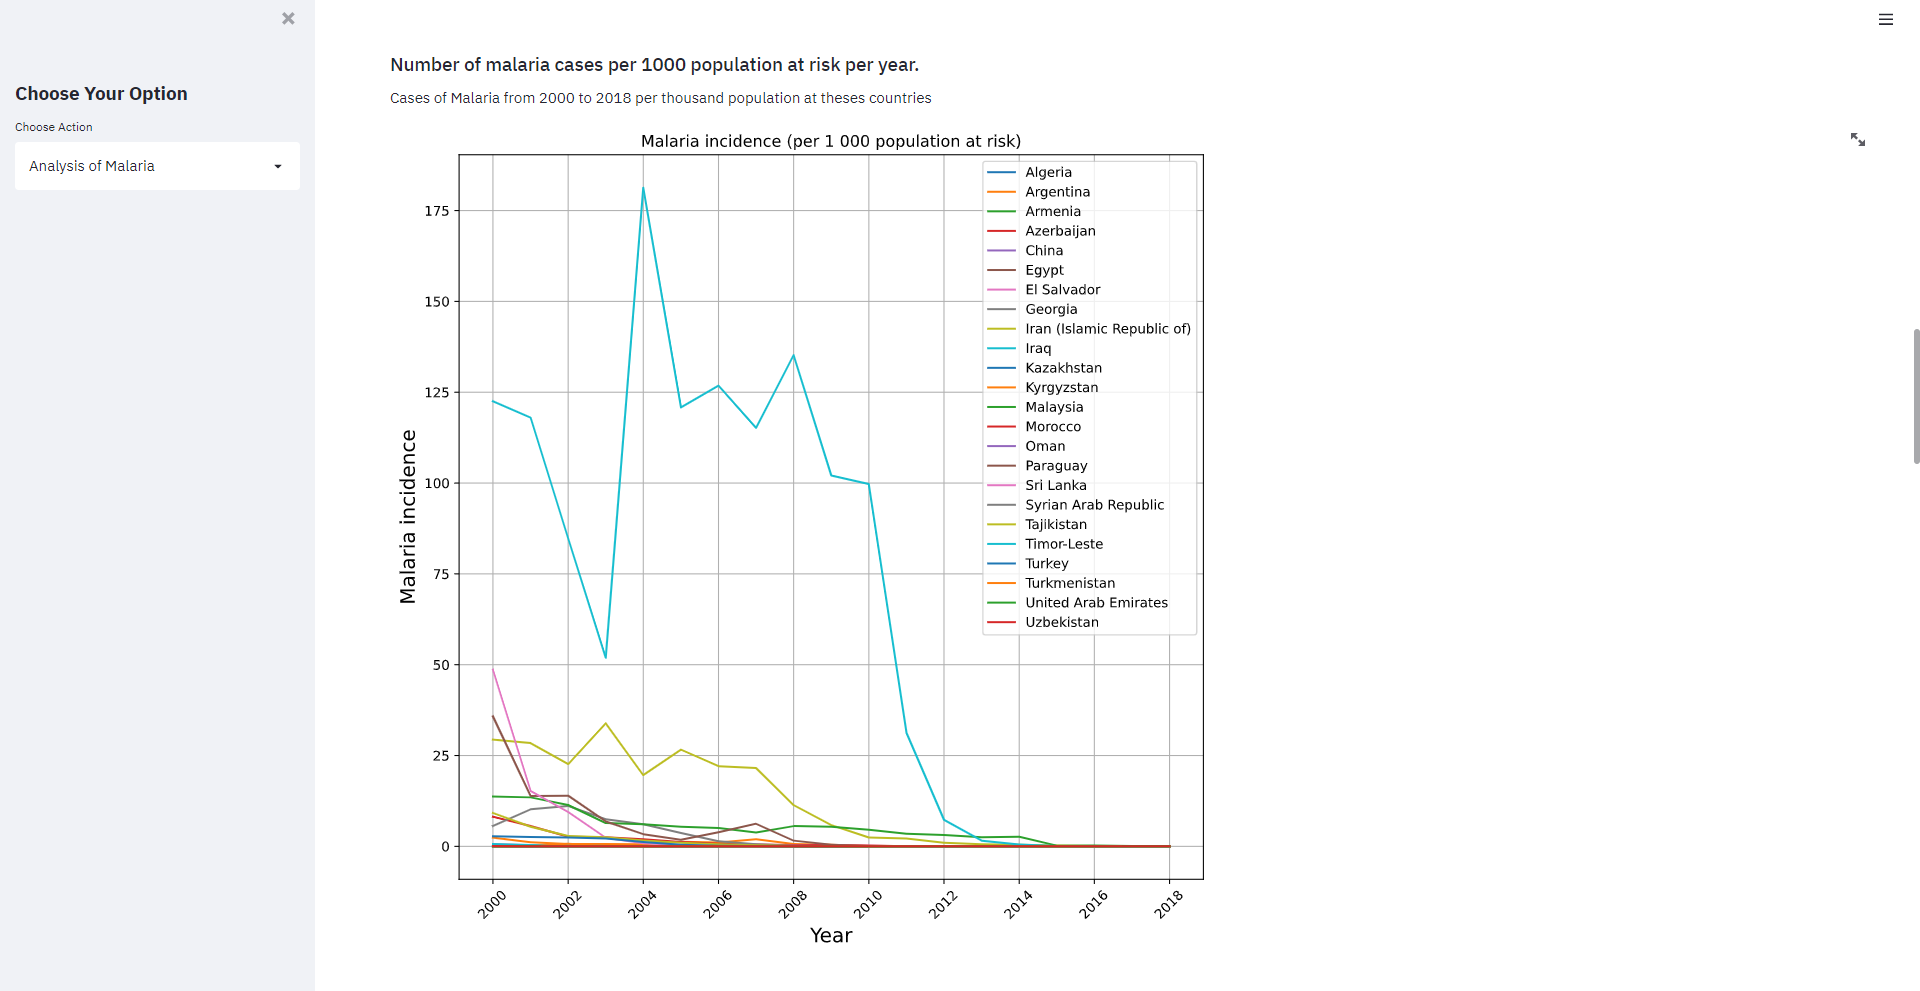 Choose Your Option
Choose Action
Analysis of Malaria
Number of malaria cases per 1000 population at risk per year.
Cases of Malaria from 2000 to 2018 per thousand population at theses countries
Malaria incidence (per 1 000 population at risk)
Algeria
Argentina
Armenia
Azerbaijan
China
Egypt
El Salvador
Georgia
Iran (Islamic Republic of)
Iraq
Kazakhstan
Kyrgyzstan
Malaysia
Morocco
Oman
Paraguay
Sri Lanka
Syrian Arab Republic
Tajikistan
Timor-Leste
Turkey
Turkmenistan
United Arab Emirates
Uzbekistan
175
150
125
100
75
50
25
0
Malaria incidence
2000 2002 2004 2006 2008 2010 2012 2014 2016 2018
Year